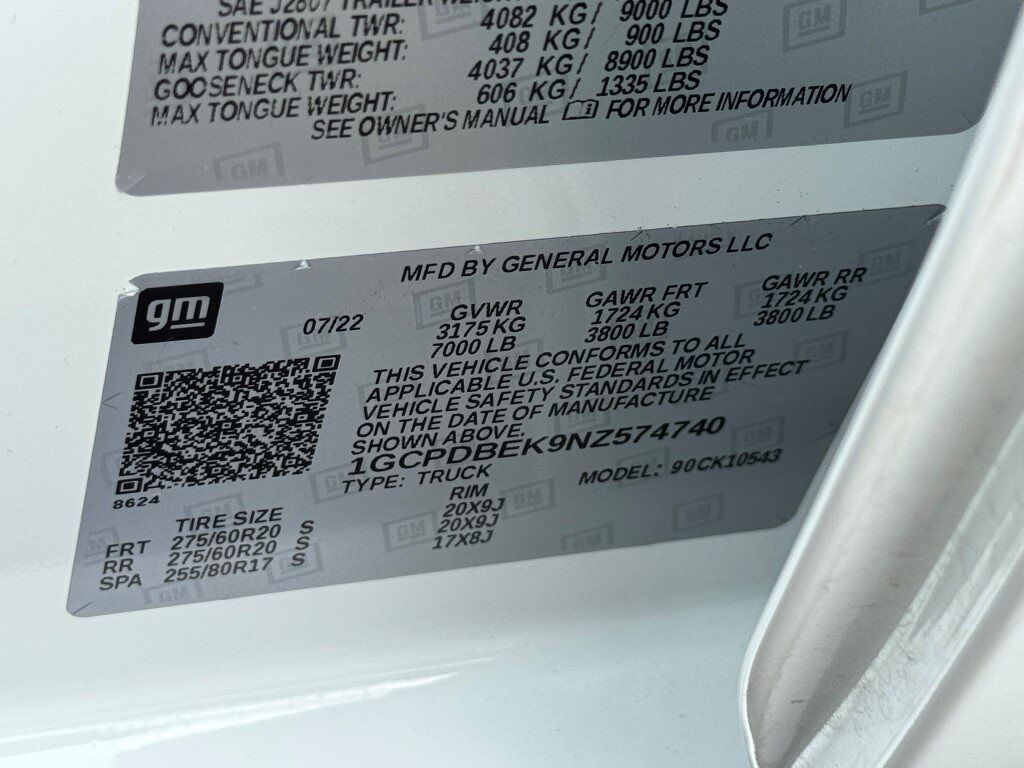 SAE J2807 TRAILER WEIGH
CONVENTIONAL TWR: 4082 KG/ 9000 LBS
MAX TONGUE WEIGHT: 408 KG/ 900 LBS
GOOSENECK TWR: 4037 KG/ 8900 LBS
MAX TONGUE WEIGHT: 606 KG/ 1335 LBS
SEE OWNER'S MANUAL FOR MORE INFORMATION
MFD BY GENERAL MOTORS LLC
gm
07/22
GVWR GAWR FRT GAWR RR
3175 KG 1724 KG 1724 KG
7000 LB 3800 LB 3800 LB
THIS VEHICLE CONFORMS TO ALL
APPLICABLE U.S. FEDERAL MOTOR
VEHICLE SAFETY STANDARDS IN EFFECT
ON THE DATE OF MANUFACTURE
SHOWN ABOVE.
1GCPDBEK9NZ574740
TYPE: TRUCK MODEL: 90CK10543
8624
TIRE SIZE RIM
FRT 275/60R20 S 20X9J
RR 275/60R20 S 20X9J
SPA 255/80R17 S 17X8J